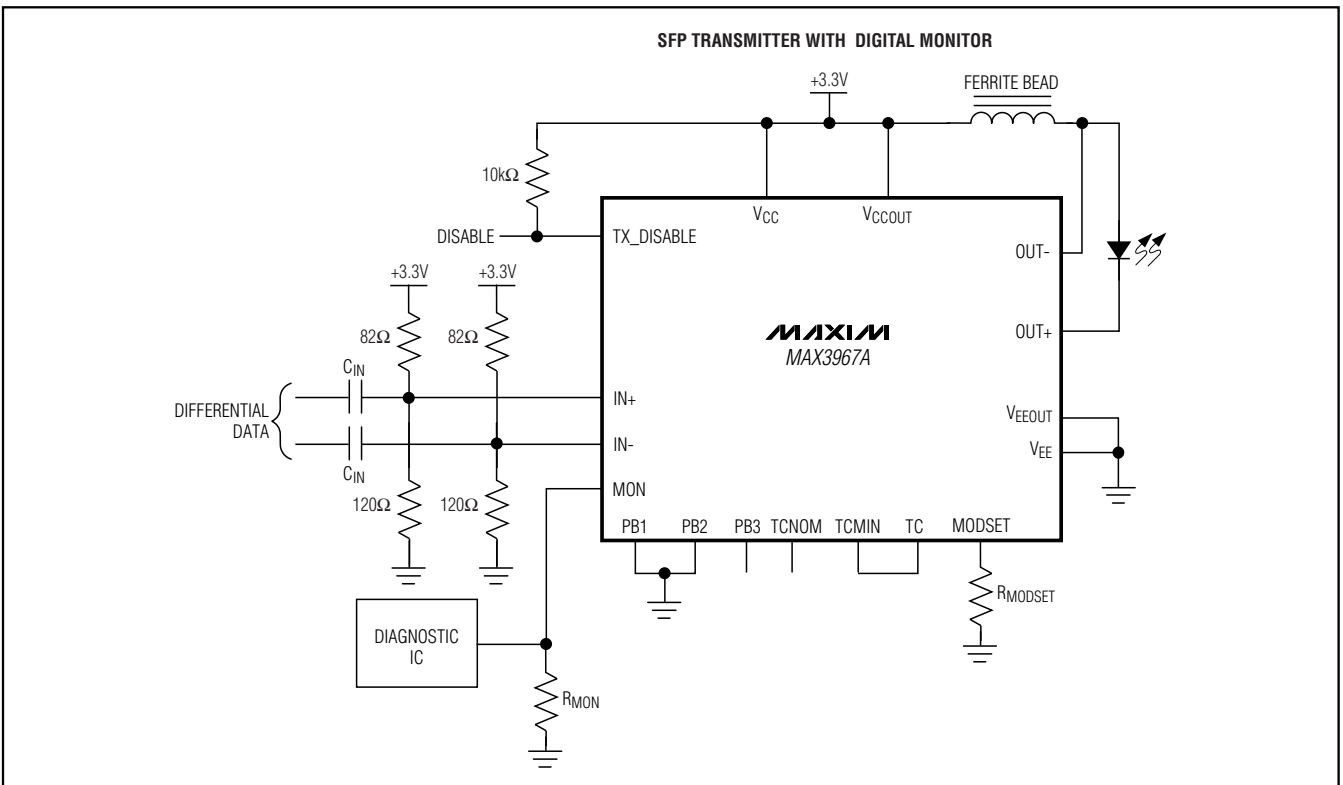 SFP TRANSMITTER WITH DIGITAL MONITOR
+3.3V
FERRITE BEAD
10kΩ
VCC
VCCOUT
DISABLE
TX_DISABLE
OUT-
+3.3V
+3.3V
82Ω
82Ω
MAXIM
MAX3967A
OUT+
CIN
DIFFERENTIAL
DATA
IN+
IN-
CIN
VEEOUT
VEE
MON
120Ω
120Ω
PB1
PB2
PB3
TCNOM
TCMIN
TC
MODSET
RMODSET
DIAGNOSTIC
IC
RMON